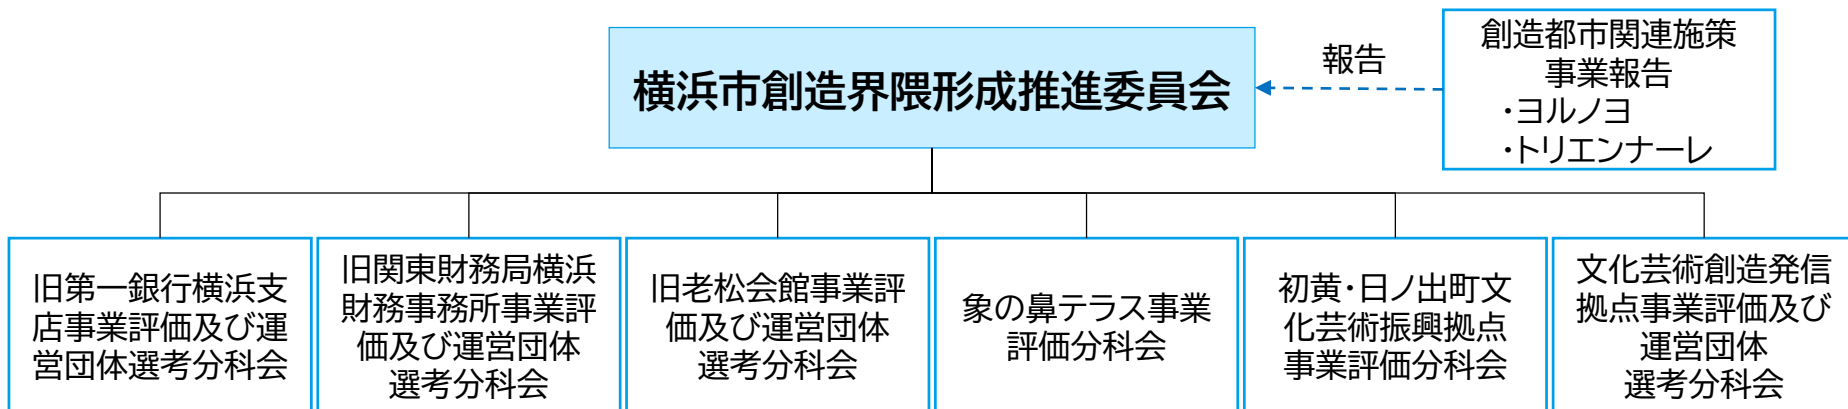 横浜市創造界隈形成推進委員会
報告
創造都市関連施策
事業報告
・ヨルノヨ
・トリエンナーレ
旧第一銀行横浜支
店事業評価及び運
営団体選考分科会
旧関東財務局横浜
財務事務所事業評
価及び運営団体
選考分科会
旧老松会館事業評
価及び運営団体
選考分科会
象の鼻テラス事業
評価分科会
初黄・日ノ出町文
化芸術振興拠点
事業評価分科会
文化芸術創造発信
拠点事業評価及び
運営団体
選考分科会